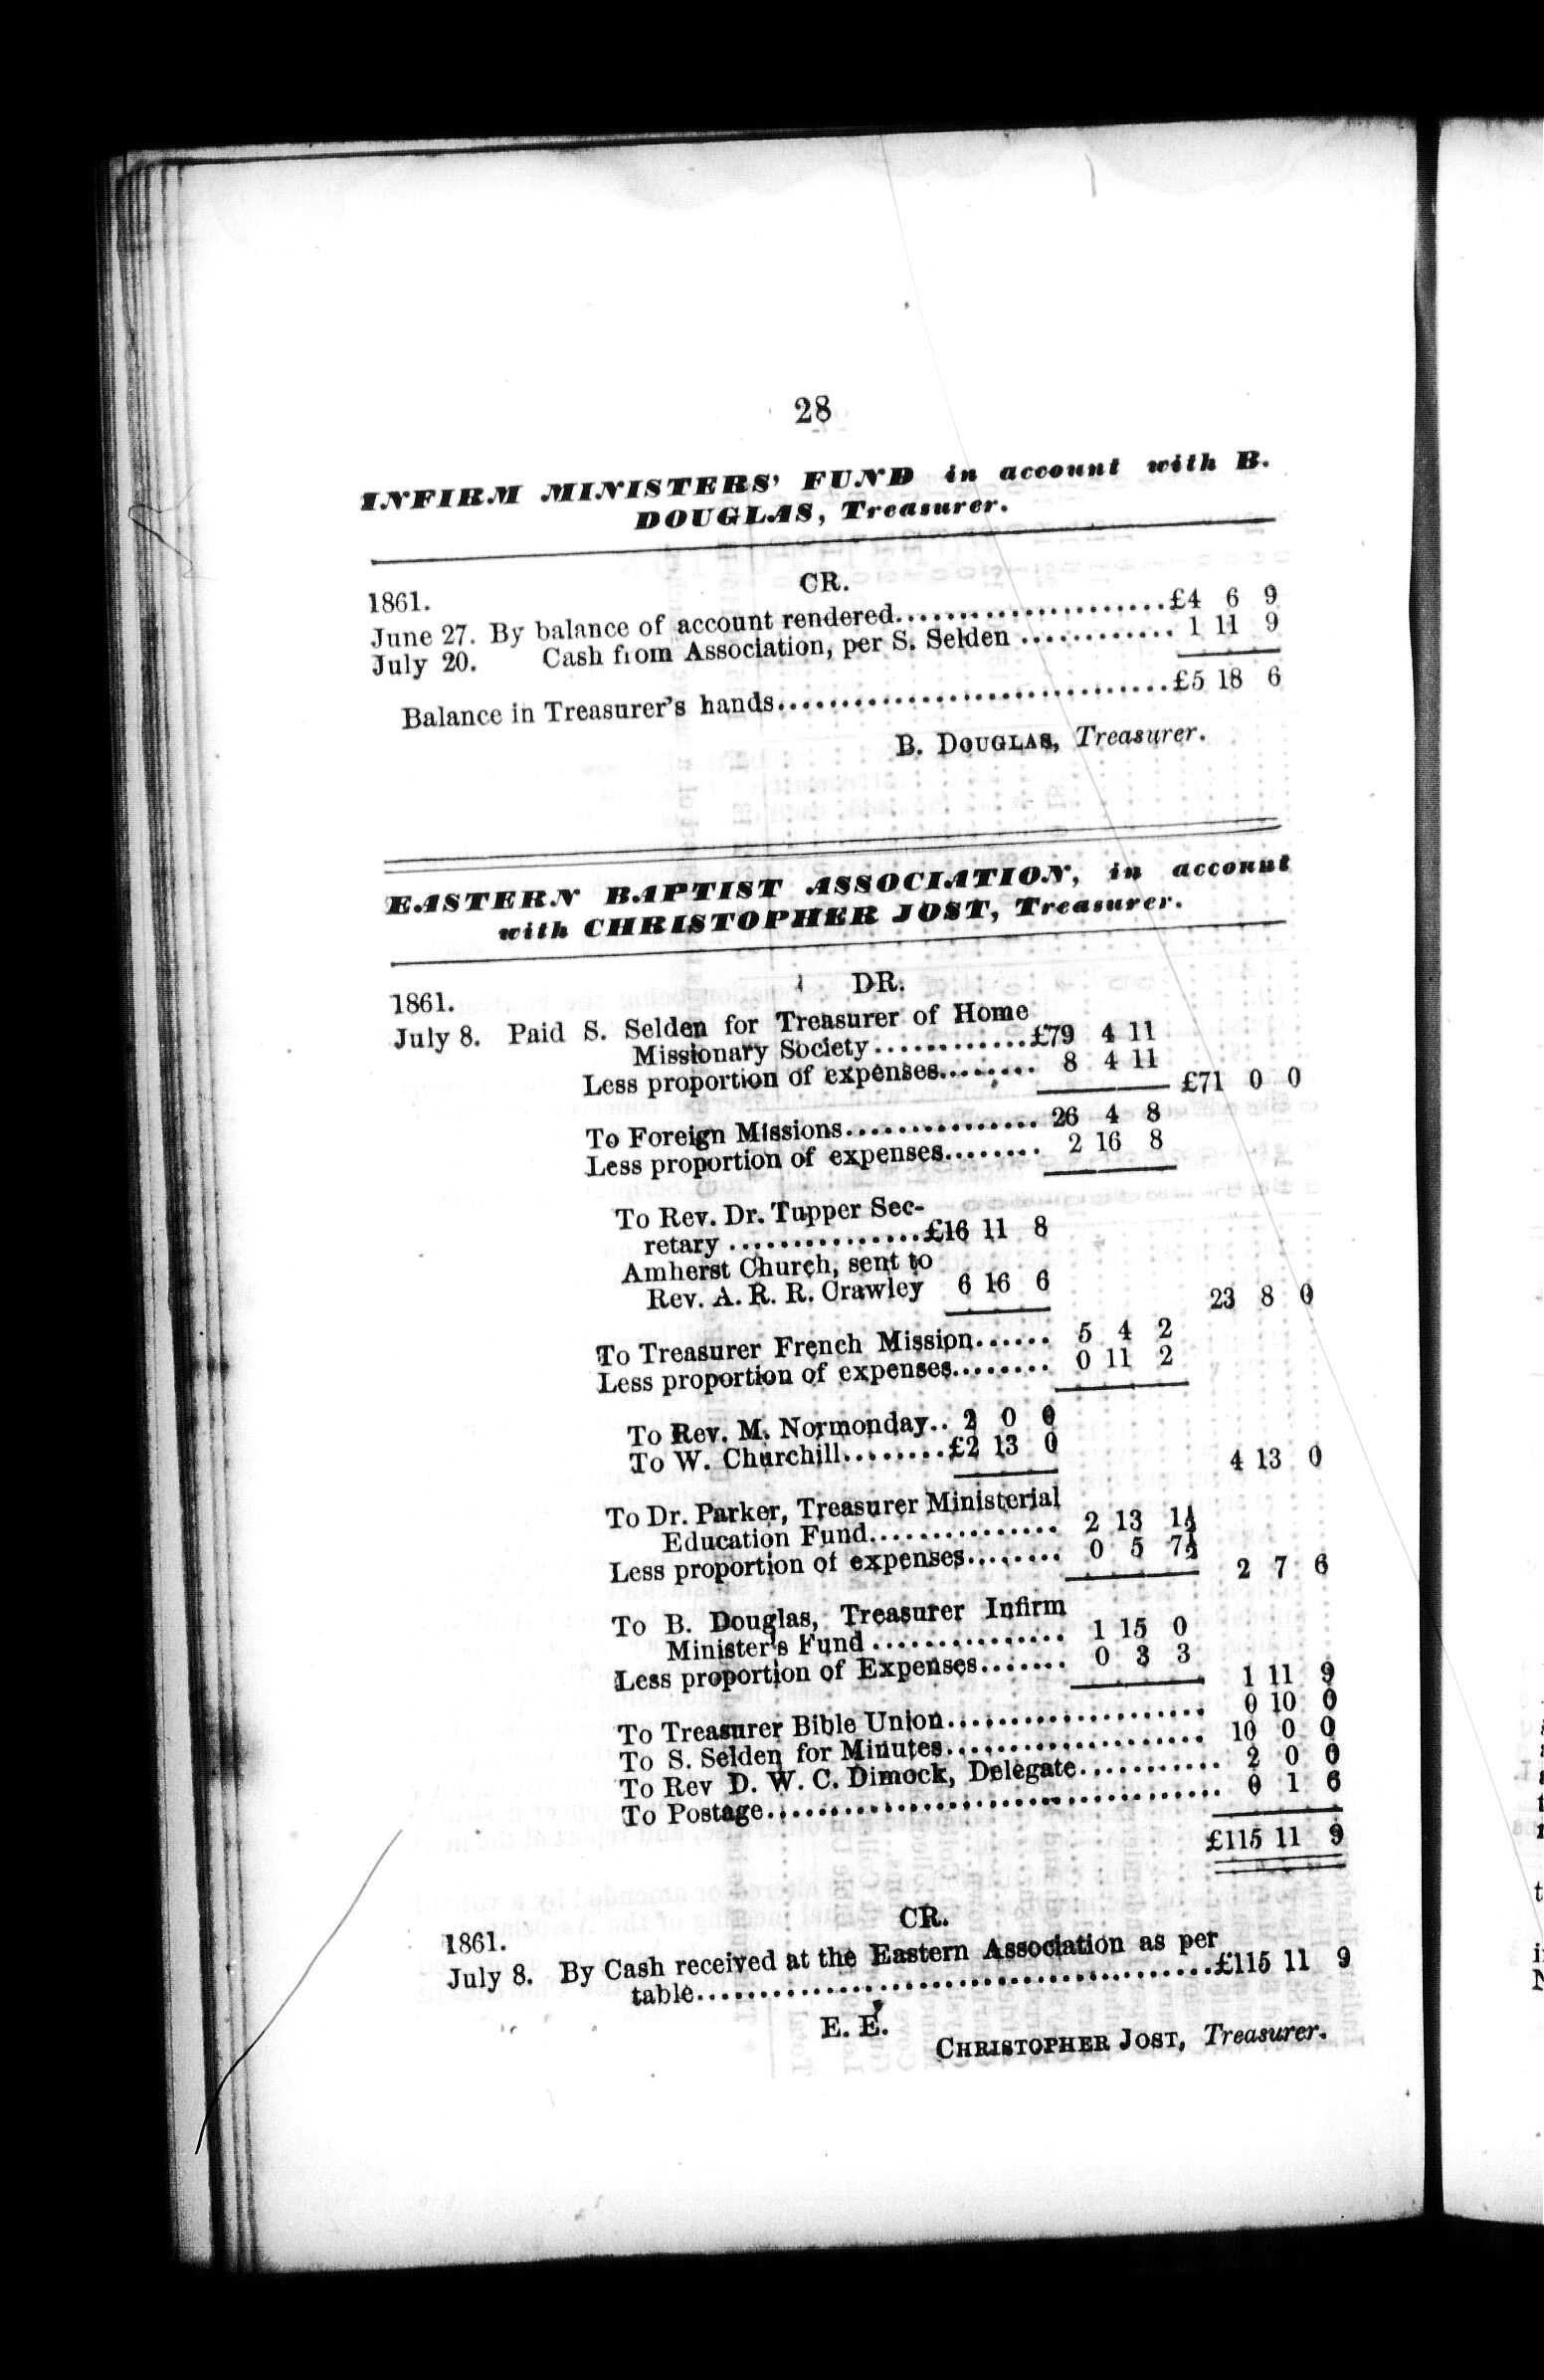 28
INFIRM MINISTERS' FUND in account with B.
DOUGLAS, Treasurer.
CR.
1861.
June 27. By balance of account rendered.....................£4 6 9
July 20. Cash from Association, per S. Selden ............ 1 11 9
Balance in Treasurer's hands...............................£5 18 6
B. DOUGLAS, Treasurer.
EASTERN BAPTIST ASSOCIATION, in account
with CHRISTOPHER JOST, Treasurer.
DR.
1861.
July 8. Paid S. Selden for Treasurer of Home
Missionary Society............£79 4 11
Less proportion of expenses........ 8 4 11
£71 0 0
To Foreign Missions............... 26 4 8
Less proportion of expenses........ 2 16 8
To Rev. Dr. Tupper Sec-
retary ...............£16 11 8
Amherst Church, sent to
Rev. A. R. R. Crawley 6 16 6
23 8 0
To Treasurer French Mission...... 5 4 2
Less proportion of expenses........ 0 11 2
To Rev. M. Normonday.. 2 0 0
To W. Churchill........£2 13 0
4 13 0
To Dr. Parker, Treasurer Ministerial
Education Fund............... 2 13 1½
Less proportion of expenses........ 0 5 7½
2 7 6
To B. Douglas, Treasurer Infirm
Minister's Fund ............... 1 15 0
Less proportion of Expenses....... 0 3 3
1 11 9
To Treasurer Bible Union.................... 0 10 0
To S. Selden for Minutes.................... 10 0 0
To Rev D. W. C. Dimock, Delegate........... 2 0 0
To Postage................................... 0 1 6
£115 11 9
CR.
1861.
July 8. By Cash received at the Eastern Association as per
table........................................£115 11 9
E. E.
CHRISTOPHER JOST, Treasurer.